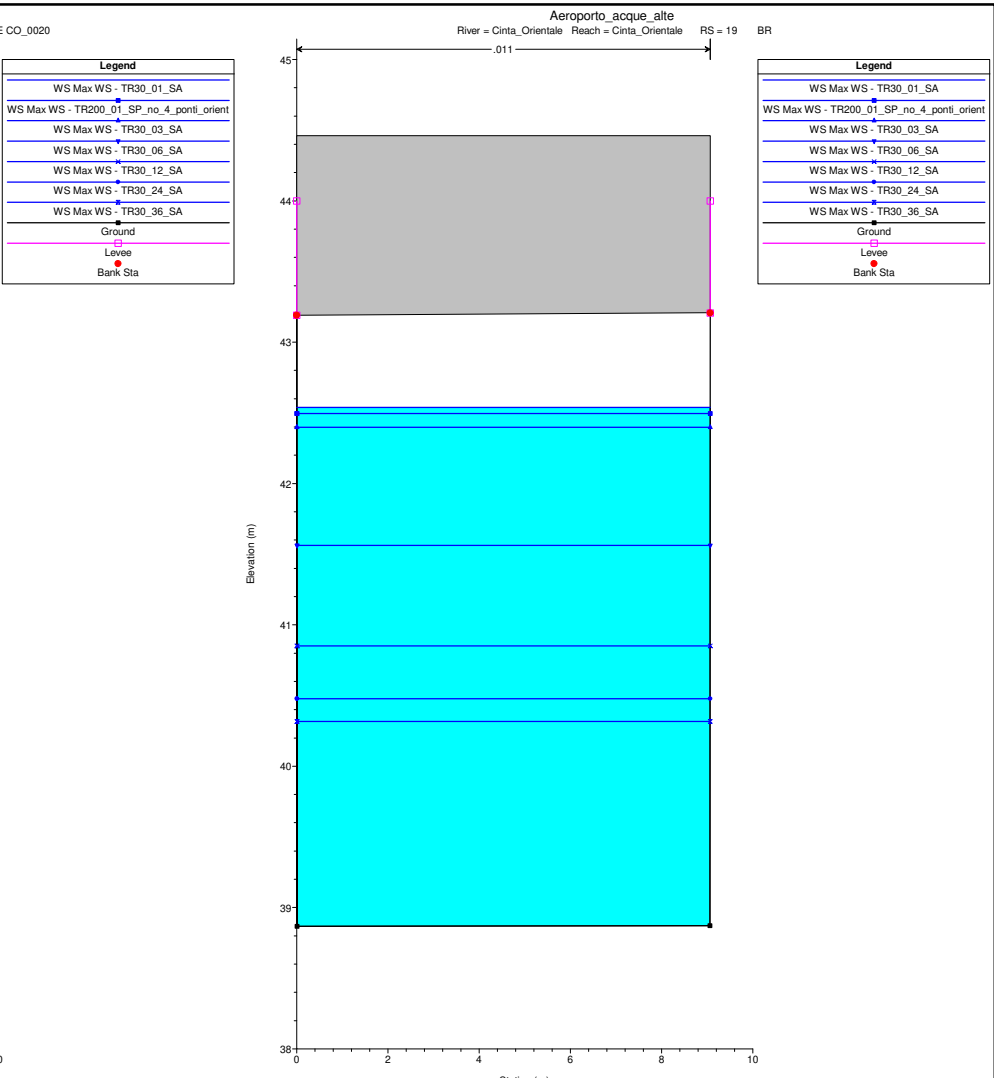 Aeroporto_acque_alte
E CO_0020
River = Cinta_Orientale Reach = Cinta_Orientale RS = 19 BR
.011
Legend
WS Max WS - TR30_01_SA
WS Max WS - TR200_01_SP_no_4_ponti_orient
WS Max WS - TR30_03_SA
WS Max WS - TR30_06_SA
WS Max WS - TR30_12_SA
WS Max WS - TR30_24_SA
WS Max WS - TR30_36_SA
Ground
Levee
Bank Sta
45
44
43
42
41
40
39
38
Elevation (m)
0
0 2 4 6 8 10
Legend
WS Max WS - TR30_01_SA
WS Max WS - TR200_01_SP_no_4_ponti_orient
WS Max WS - TR30_03_SA
WS Max WS - TR30_06_SA
WS Max WS - TR30_12_SA
WS Max WS - TR30_24_SA
WS Max WS - TR30_36_SA
Ground
Levee
Bank Sta